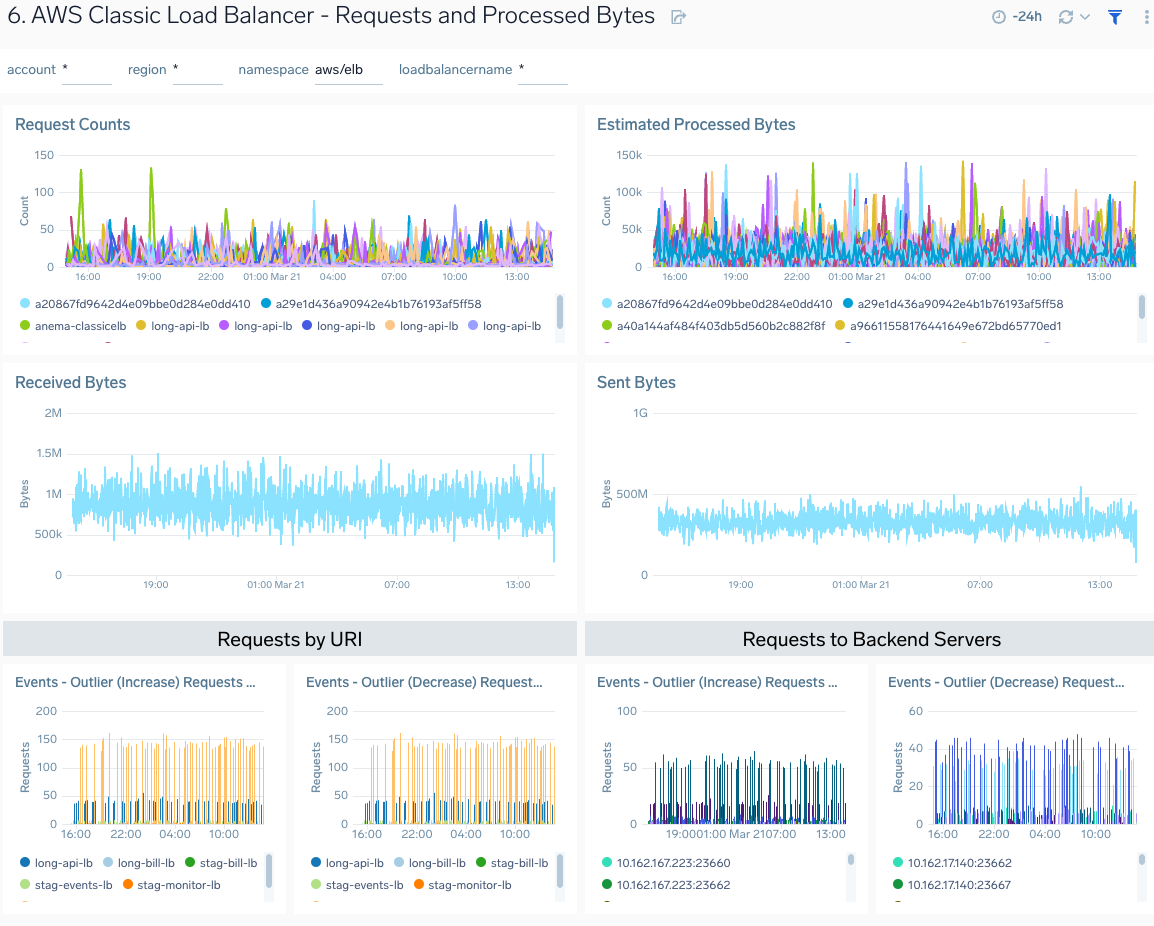 6. AWS Classic Load Balancer - Requests and Processed Bytes
-24h
account * region * namespace aws/elb loadbalancername *
Request Counts
150
100
50
0
Count
16:00 19:00 22:00 01:00 Mar 21 04:00 07:00 10:00 13:00
a20867fd9642d4e09bbe0d284e0dd410 a29e1d436a90942e4b1b76193af5ff58
anema-classicelb long-api-lb long-api-lb long-api-lb long-api-lb long-api-lb
Estimated Processed Bytes
150k
100k
50k
0
Count
16:00 19:00 22:00 01:00 Mar 21 04:00 07:00 10:00 13:00
a20867fd9642d4e09bbe0d284e0dd410 a29e1d436a90942e4b1b76193af5ff58
a40a144af484f403db5d560b2c882f8f a96611558176441649e672bd65770ed1
Received Bytes
2M
1.5M
1M
500k
0
Bytes
19:00 01:00 Mar 21 07:00 13:00
Sent Bytes
1G
500M
0
Bytes
19:00 01:00 Mar 21 07:00 13:00
Requests by URI
Requests to Backend Servers
Events - Outlier (Increase) Requests ...
200
150
100
50
0
Requests
16:00 22:00 04:00 10:00
long-api-lb long-bill-lb stag-bill-lb
stag-events-lb stag-monitor-lb
Events - Outlier (Decrease) Request...
200
150
100
50
0
Requests
16:00 22:00 04:00 10:00
long-api-lb long-bill-lb stag-bill-lb
stag-events-lb stag-monitor-lb
Events - Outlier (Increase) Requests ...
100
50
0
Requests
19:0001:00 Mar 2107:00 13:00
10.162.167.223:23660
10.162.167.223:23662
Events - Outlier (Decrease) Request...
60
40
20
0
Requests
16:00 22:00 04:00 10:00
10.162.17.140:23662
10.162.17.140:23667